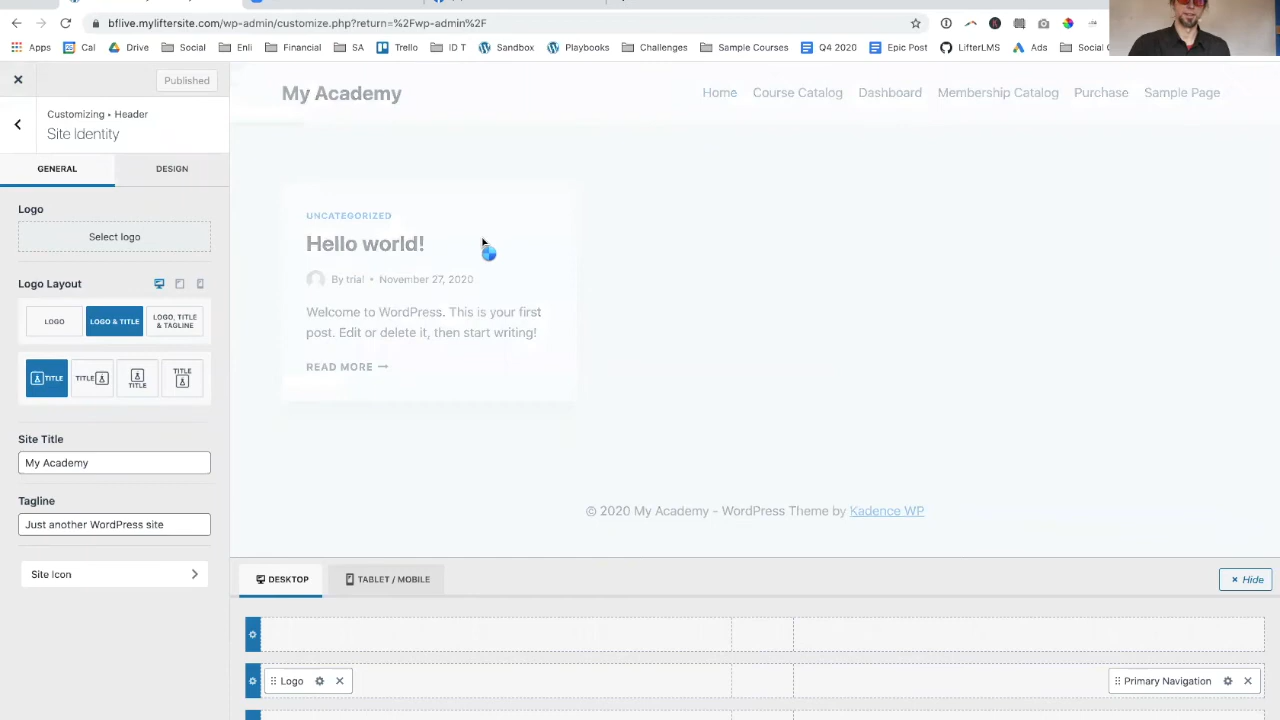 bflive.myliftersite.com/wp-admin/customize.php?return=%2Fwp-admin%2F
Apps Cal Drive Social Enli Financial SA Trello ID T Sandbox Playbooks Challenges Sample Courses Q4 2020 Epic Post LifterLMS Ads Social
Published
Customizing • Header
Site Identity
GENERAL DESIGN
Logo
Select logo
Logo Layout
LOGO
LOGO & TITLE
LOGO, TITLE
& TAGLINE
TITLE
TITLE
TITLE
TITLE
Site Title
My Academy
Tagline
Just another WordPress site
Site Icon
My Academy
Home Course Catalog Dashboard Membership Catalog Purchase Sample Page
UNCATEGORIZED
Hello world!
By trial • November 27, 2020
Welcome to WordPress. This is your first
post. Edit or delete it, then start writing!
READ MORE →
© 2020 My Academy - WordPress Theme by Kadence WP
DESKTOP TABLET / MOBILE
× Hide
Logo
Primary Navigation